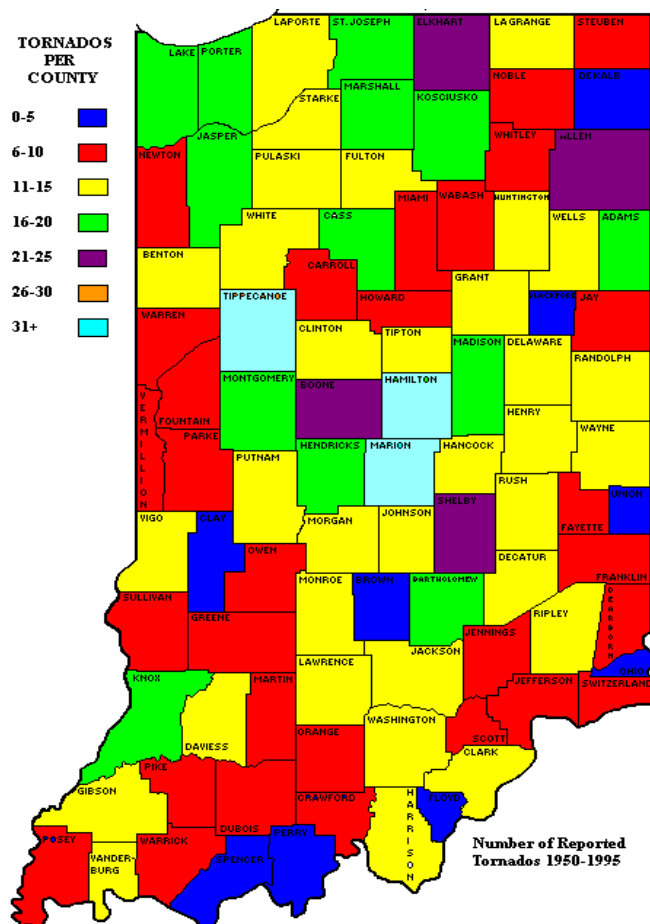 TORNADOS
PER
COUNTY
0-5
6-10
11-15
16-20
21-25
26-30
31+
LAPORTE
ST.JOSEPH
ELKHART
LAGRANGE
STEUBEN
LAKE
PORTER
NOBLE
DEKALB
MARSHALL
KOSCIUSKO
STARKE
JASPER
WHITLEY
ALLEN
NEWTON
PULASKI
FULTON
MIAMI
WABASH
HUNTINGTON
WHITE
CASS
WELLS
ADAMS
BENTON
CARROLL
GRANT
TIPPECANOE
HOWARD
BLACKFORD
JAY
WARREN
CLINTON
TIPTON
MADISON
DELAWARE
RANDOLPH
MONTGOMERY
BOONE
HAMILTON
VERMILLION
FOUNTAIN
HENRY
PARKE
HENDRICKS
MARION
HANCOCK
WAYNE
PUTNAM
RUSH
UNION
VIGO
CLAY
MORGAN
JOHNSON
SHELBY
FAYETTE
OWEN
DECATUR
MONROE
BROWN
BARTHOLOMEW
FRANKLIN
SULLIVAN
DEARBORN
GREENE
RIPLEY
JENNINGS
JACKSON
LAWRENCE
OHIO
KNOX
MARTIN
JEFFERSON
SWITZERLAND
WASHINGTON
ORANGE
SCOTT
DAVIESS
CLARK
PIKE
GIBSON
CRAWFORD
HARRISON
FLOYD
DUBOIS
PERRY
POSEY
WARRICK
VANDER-
BURG
SPENCER
Number of Reported
Tornados 1950-1995